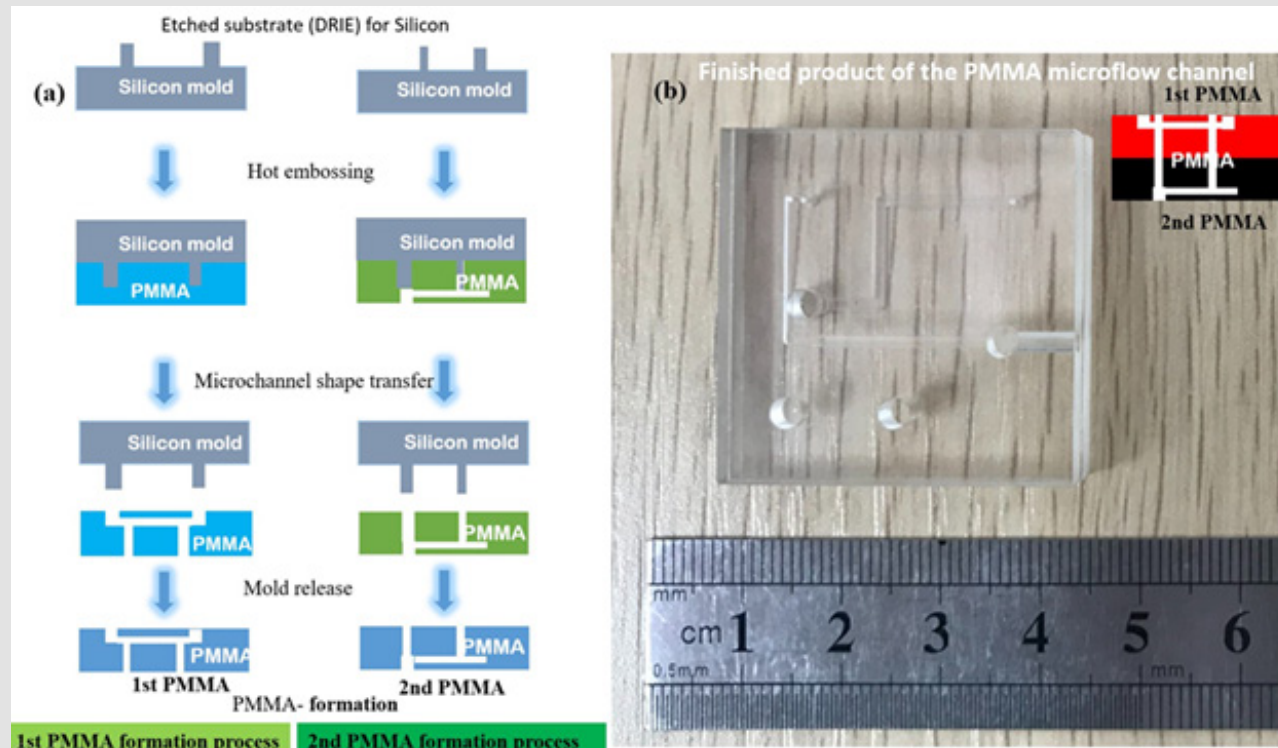 Etched substrate (DRIE) for Silicon
(a)
Silicon mold
Silicon mold
Hot embossing
Silicon mold
PMMA
Silicon mold
PMMA
Microchannel shape transfer
Silicon mold
Silicon mold
PMMA
PMMA
Mold release
PMMA
PMMA
1st PMMA
2nd PMMA
PMMA- formation
1st PMMA formation process
2nd PMMA formation process
Finished product of the PMMA microflow channel
(b)
1st PMMA
PMMA
2nd PMMA
mm
cm 1 2 3 4 5 6
0,5m/m
mm